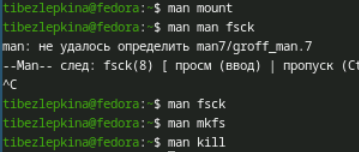 tibezlepkina@fedora:~$ man mount
tibezlepkina@fedora:~$ man man fsck
man: не удалось определить man7/groff_man.7
--Man-- след: fsck(8) [ просм (ввод) | пропуск (Ct
^C
tibezlepkina@fedora:~$ man fsck
tibezlepkina@fedora:~$ man mkfs
tibezlepkina@fedora:~$ man kill